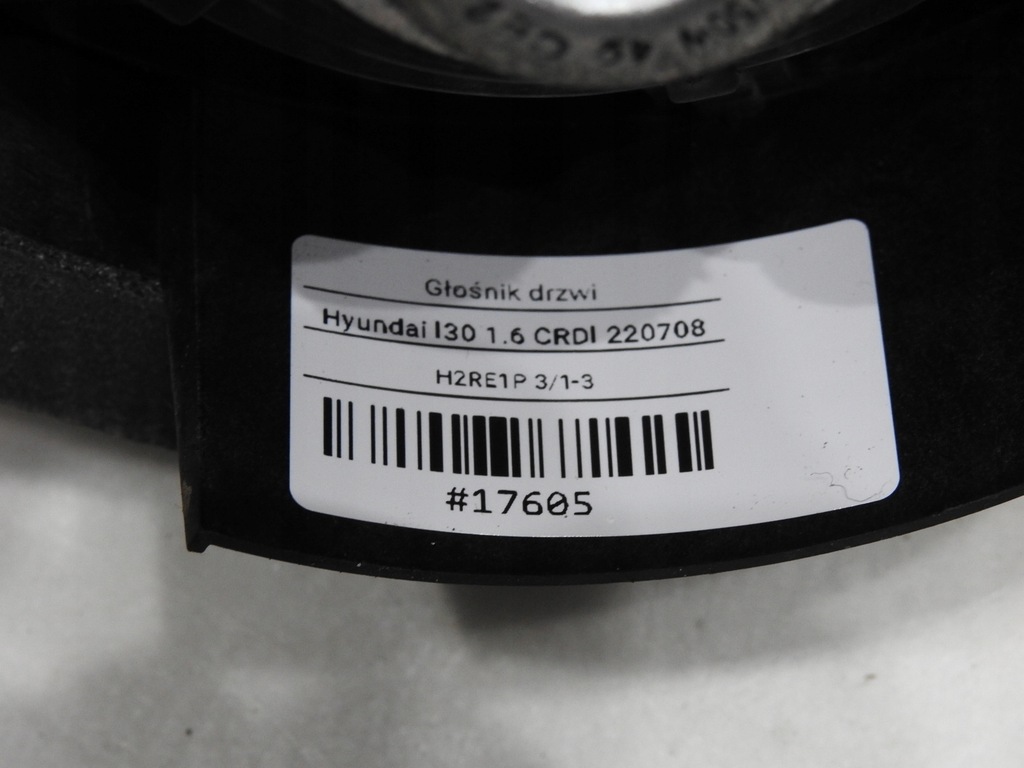 Głośnik drzwi
Hyundai I30 1.6 CRDI 220708
H2RE1P 3/1-3
#17605